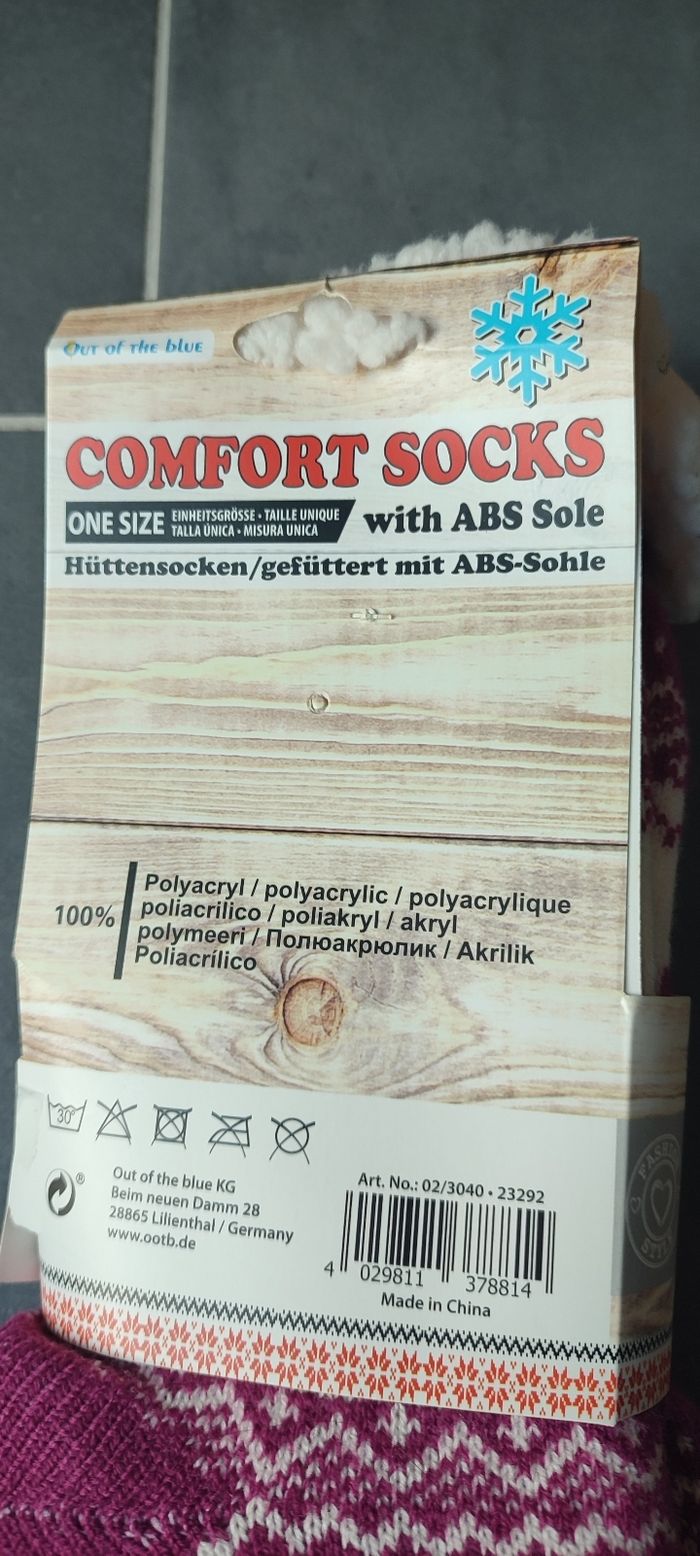 Out of the blue
COMFORT SOCKS
ONE SIZE EINHEITSGRÖSSE • TAILLE UNIQUE
TALLA ÚNICA • MISURA UNICA
with ABS Sole
Hüttensocken/gefüttert mit ABS-Sohle
100%
Polyacryl / polyacrylic / polyacrylique
poliacrilico / poliakryl / akryl
polymeeri / Полюакрюлик / Akrilik
Poliacrílico
30°
®
Out of the blue KG
Beim neuen Damm 28
28865 Lilienthal / Germany
www.ootb.de
Art. No.: 02/3040 • 23292
4 029811 378814
Made in China
FASHION
STYLE